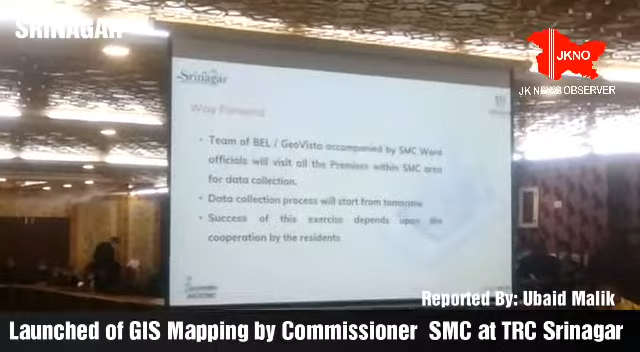 SRINAGAR
JKNO
JK NEWS OBSERVER
Srinagar
Way Forward
• Team of BEL / GeoVista accompanied by SMC Ward
officials will visit all the Premises within SMC area
for data collection.
• Data collection process will start from tomorrow
• Success of this exercise depends upon the
cooperation by the residents
Reported By: Ubaid Malik
Launched of GIS Mapping by Commissioner SMC at TRC Srinagar